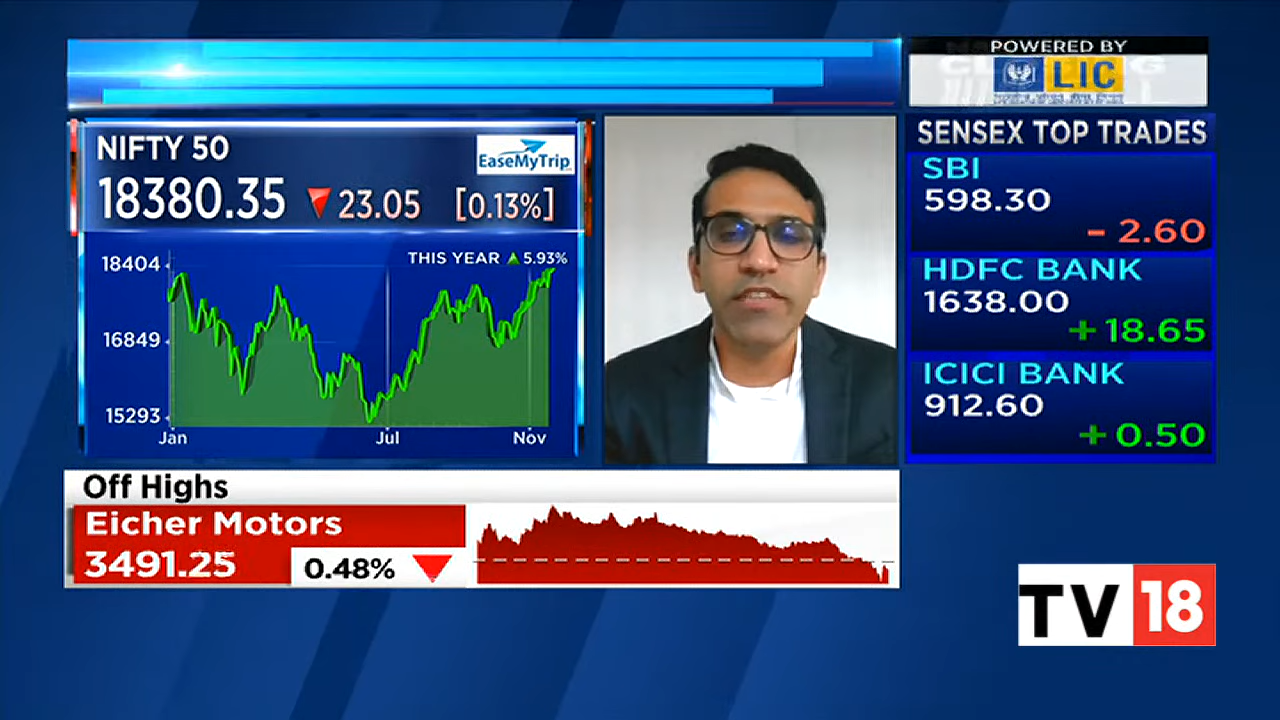 POWERED BY
LIC
NIFTY 50
EaseMyTrip
18380.35 ▼ 23.05 [0.13%]
THIS YEAR ▲ 5.93%
18404
16849
15293
Jan Jul Nov
SENSEX TOP TRADES
SBI
598.30
- 2.60
HDFC BANK
1638.00
+ 18.65
ICICI BANK
912.60
+ 0.50
Off Highs
Eicher Motors
3491.25 0.48% ▼
TV 18